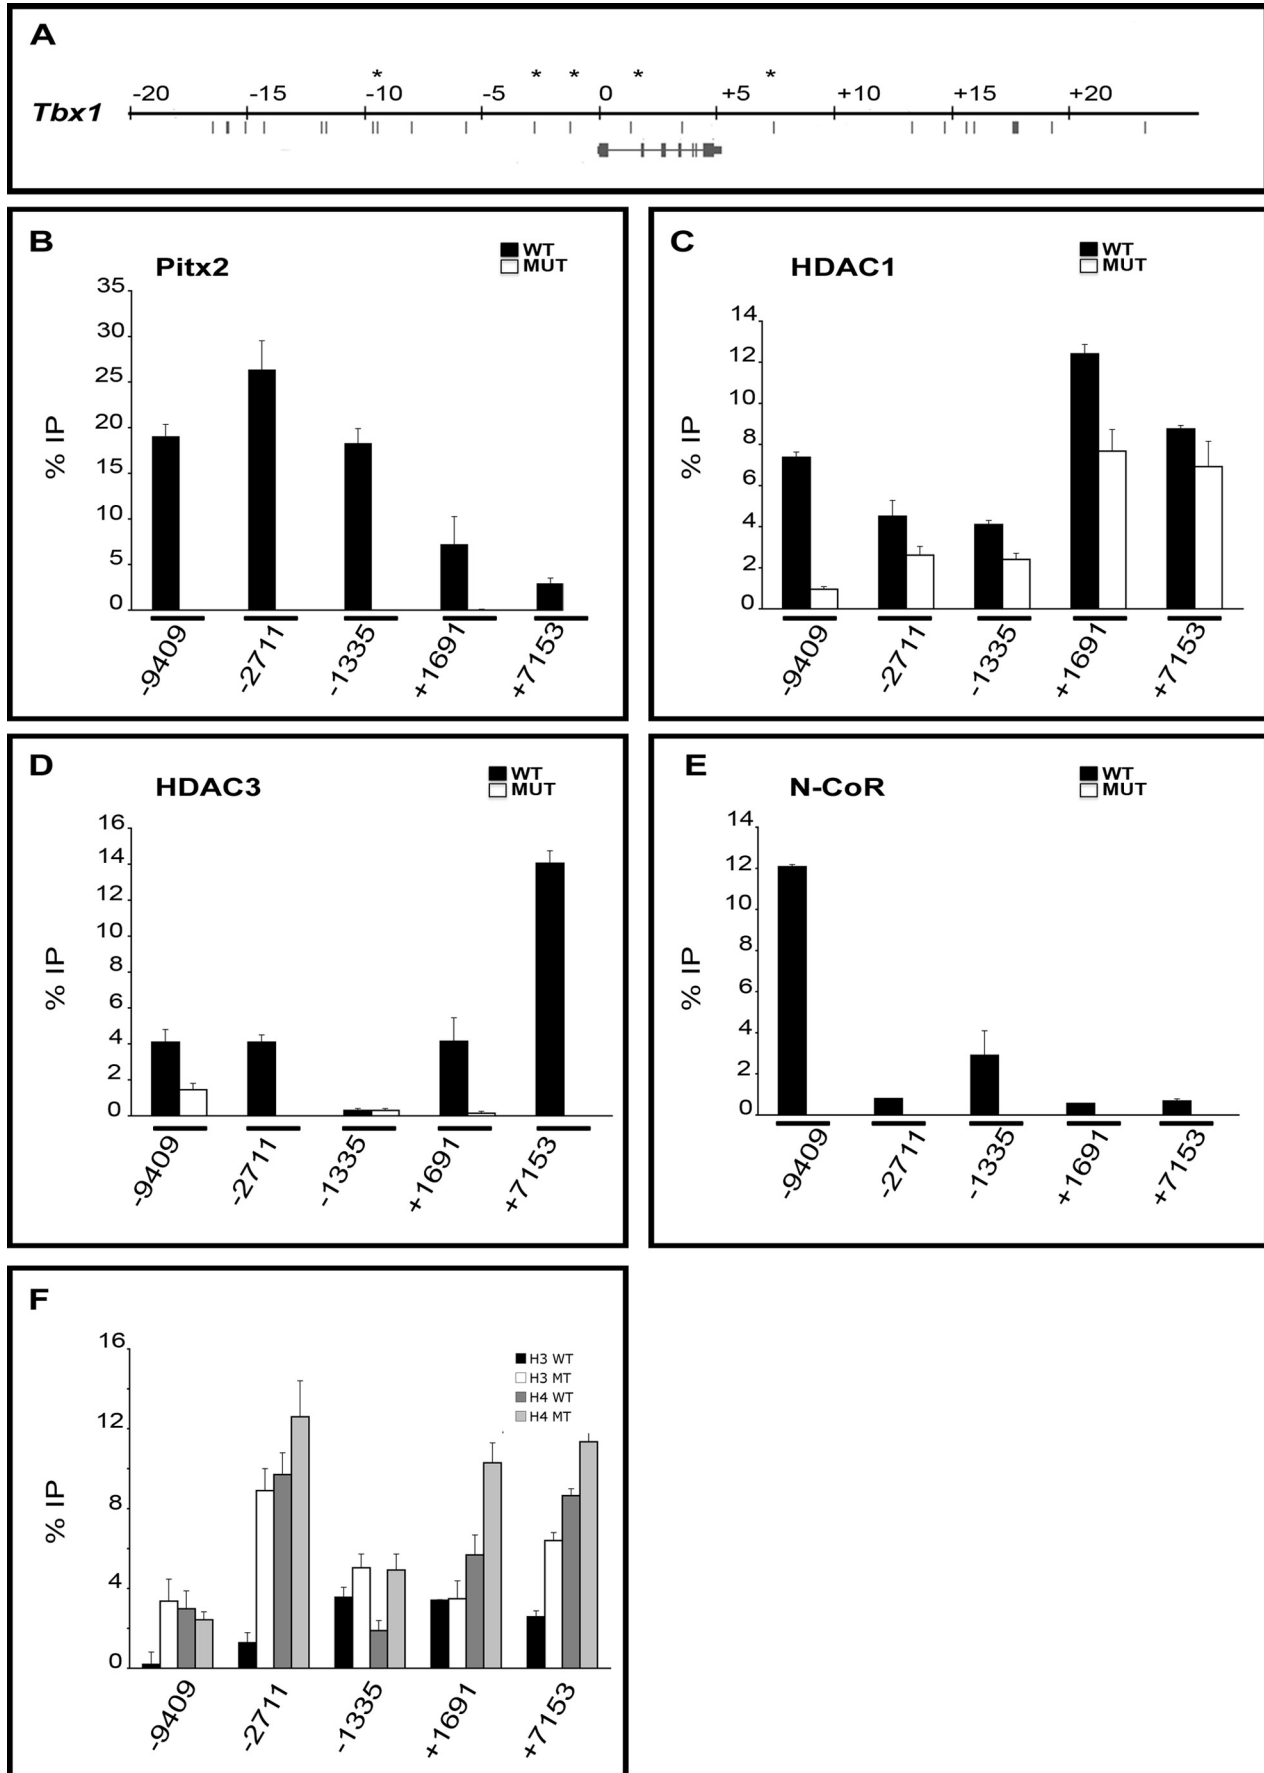 A
* * * * *
-20 -15 -10 -5 0 +5 +10 +15 +20
Tbx1
B
Pitx2
WT
MUT
35
30
25
20
15
10
5
0
% IP
-9409 -2711 -1335 +1691 +7153
C
HDAC1
WT
MUT
14
12
10
8
6
4
2
0
% IP
-9409 -2711 -1335 +1691 +7153
D
HDAC3
WT
MUT
16
14
12
10
8
6
4
2
0
% IP
-9409 -2711 -1335 +1691 +7153
E
N-CoR
WT
MUT
14
12
10
8
6
4
2
0
% IP
-9409 -2711 -1335 +1691 +7153
F
H3 WT
H3 MT
H4 WT
H4 MT
16
12
8
4
0
% IP
-9409 -2711 -1335 +1691 +7153